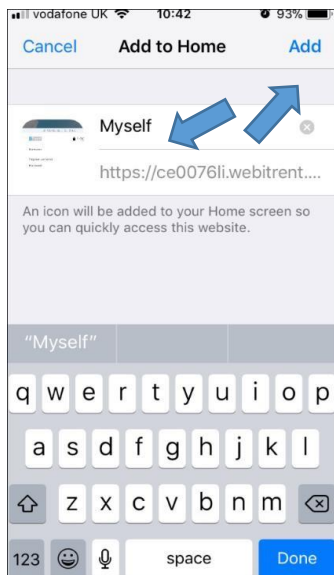 vodafone UK 10:42 93%
Cancel Add to Home Add
Myself
https://ce0076li.webitrent....
An icon will be added to your Home screen so
you can quickly access this website.
"Myself"
q w e r t y u i o p
a s d f g h j k l
z x c v b n m
123 space Done